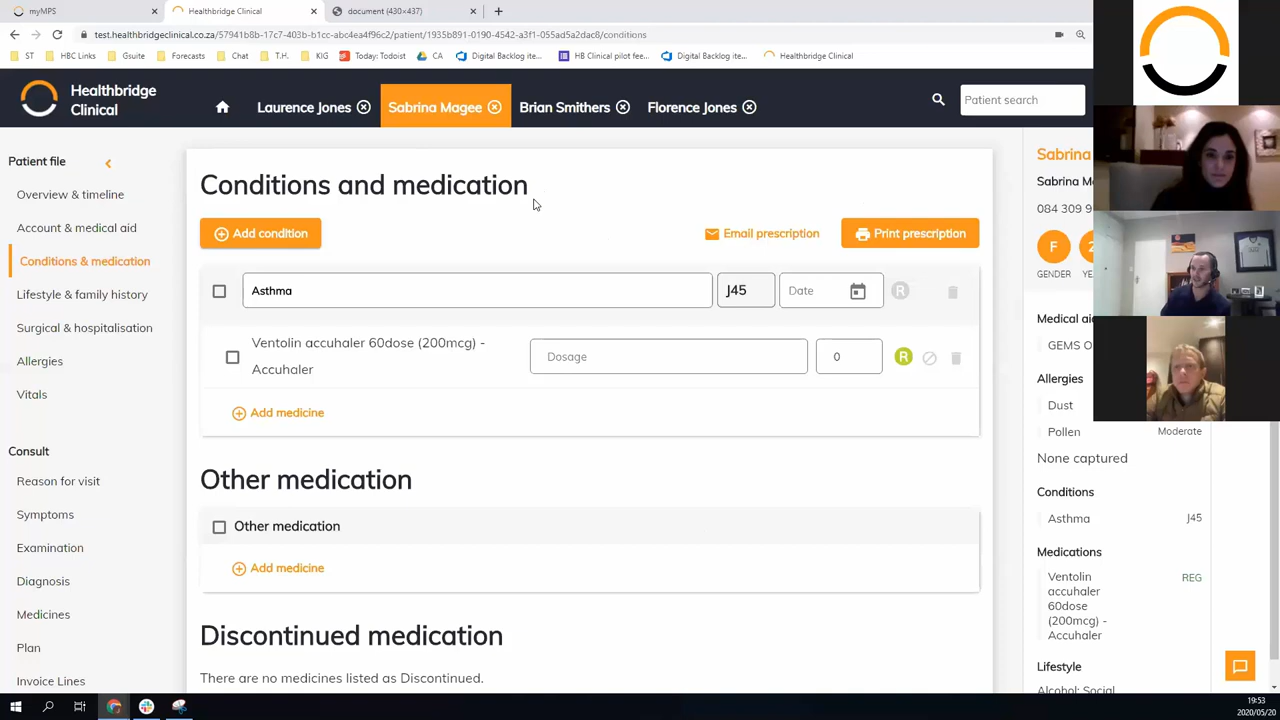 myMPS
Healthbridge Clinical
document (430×437)
test.healthbridgeclinical.co.za/57941b8b-17c7-403b-b1cc-abc4ea4f96c2/patient/1935b891-0190-4542-a3f1-055ad5a2dac8/conditions
ST
HBC Links
Gsuite
Forecasts
Chat
T.H.
KIG
Today: Todoist
CA
Digital Backlog ite...
HB Clinical pilot fee...
Digital Backlog ite...
Healthbridge Clinical
Healthbridge
Clinical
Laurence Jones
Sabrina Magee
Brian Smithers
Florence Jones
Patient search
Patient file
Overview & timeline
Account & medical aid
Conditions & medication
Lifestyle & family history
Surgical & hospitalisation
Allergies
Vitals
Consult
Reason for visit
Symptoms
Examination
Diagnosis
Medicines
Plan
Invoice Lines
Conditions and medication
Add condition
Email prescription
Print prescription
Asthma
J45
Date
R
Ventolin accuhaler 60dose (200mcg) -
Accuhaler
Dosage
0
R
Add medicine
Other medication
Other medication
Add medicine
Discontinued medication
There are no medicines listed as Discontinued.
Sabrina
Sabrina M
084 309 9
F
2
GENDER
YE
Medical aid
GEMS O
Allergies
Dust
Pollen Moderate
None captured
Conditions
Asthma J45
Medications
Ventolin REG
accuhaler
60dose
(200mcg) -
Accuhaler
Lifestyle
Alcohol: Social
19:53
2020/05/20